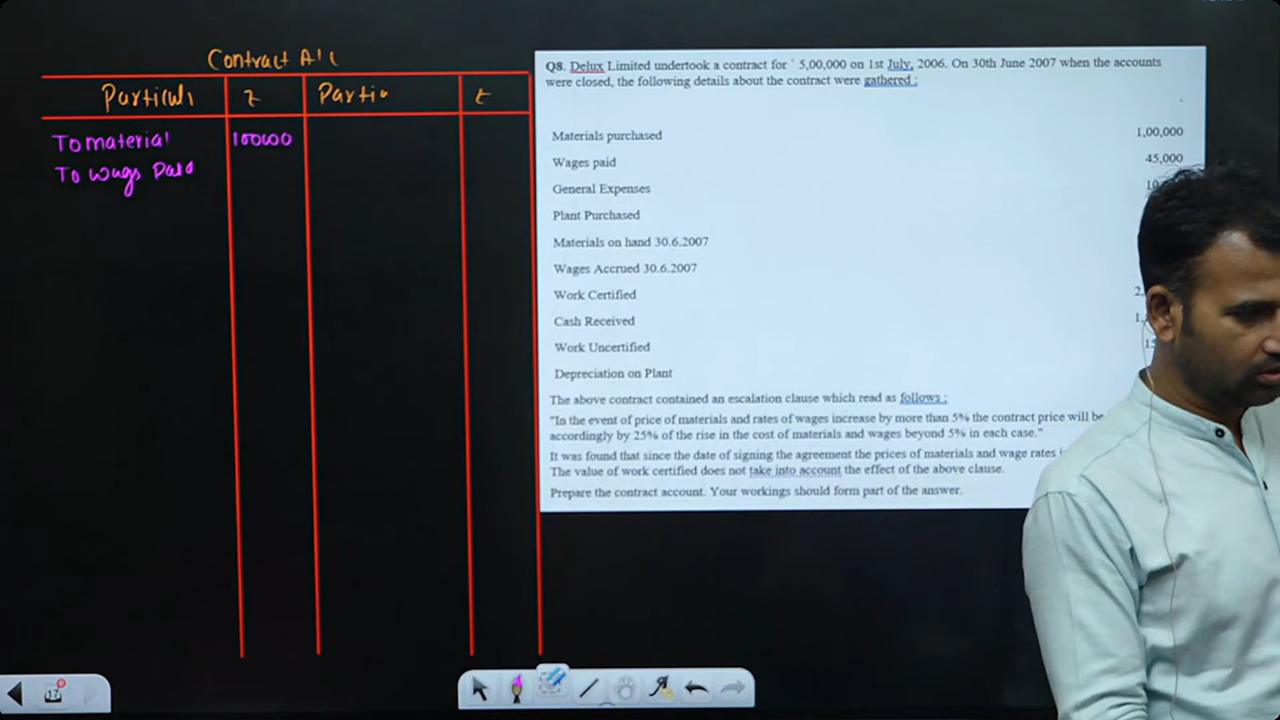 Contract A/c
Particul, ₹ Partic ₹
To material 100000
To wags Paid
Q8. Delux Limited undertook a contract for ` 5,00,000 on 1st July, 2006. On 30th June 2007 when the accounts
were closed, the following details about the contract were gathered :
Materials purchased 1,00,000
Wages paid 45,000
General Expenses 10
Plant Purchased
Materials on hand 30.6.2007
Wages Accrued 30.6.2007
Work Certified 2,
Cash Received 1,
Work Uncertified 15
Depreciation on Plant
The above contract contained an escalation clause which read as follows :
"In the event of price of materials and rates of wages increase by more than 5% the contract price will be
accordingly by 25% of the rise in the cost of materials and wages beyond 5% in each case."
It was found that since the date of signing the agreement the prices of materials and wage rates
The value of work certified does not take into account the effect of the above clause.
Prepare the contract account. Your workings should form part of the answer.
17